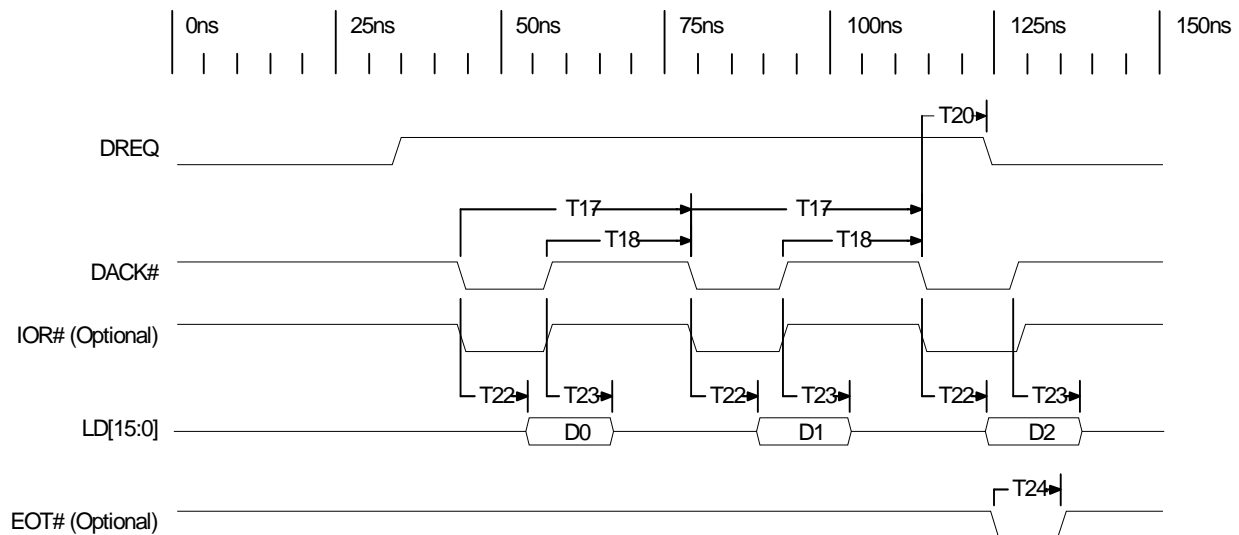 0ns 25ns 50ns 75ns 100ns 125ns 150ns
T20
DREQ
T17 T17
T18 T18
DACK#
IOR# (Optional)
T22 T23 T22 T23 T22 T23
LD[15:0]
D0 D1 D2
T24
EOT# (Optional)